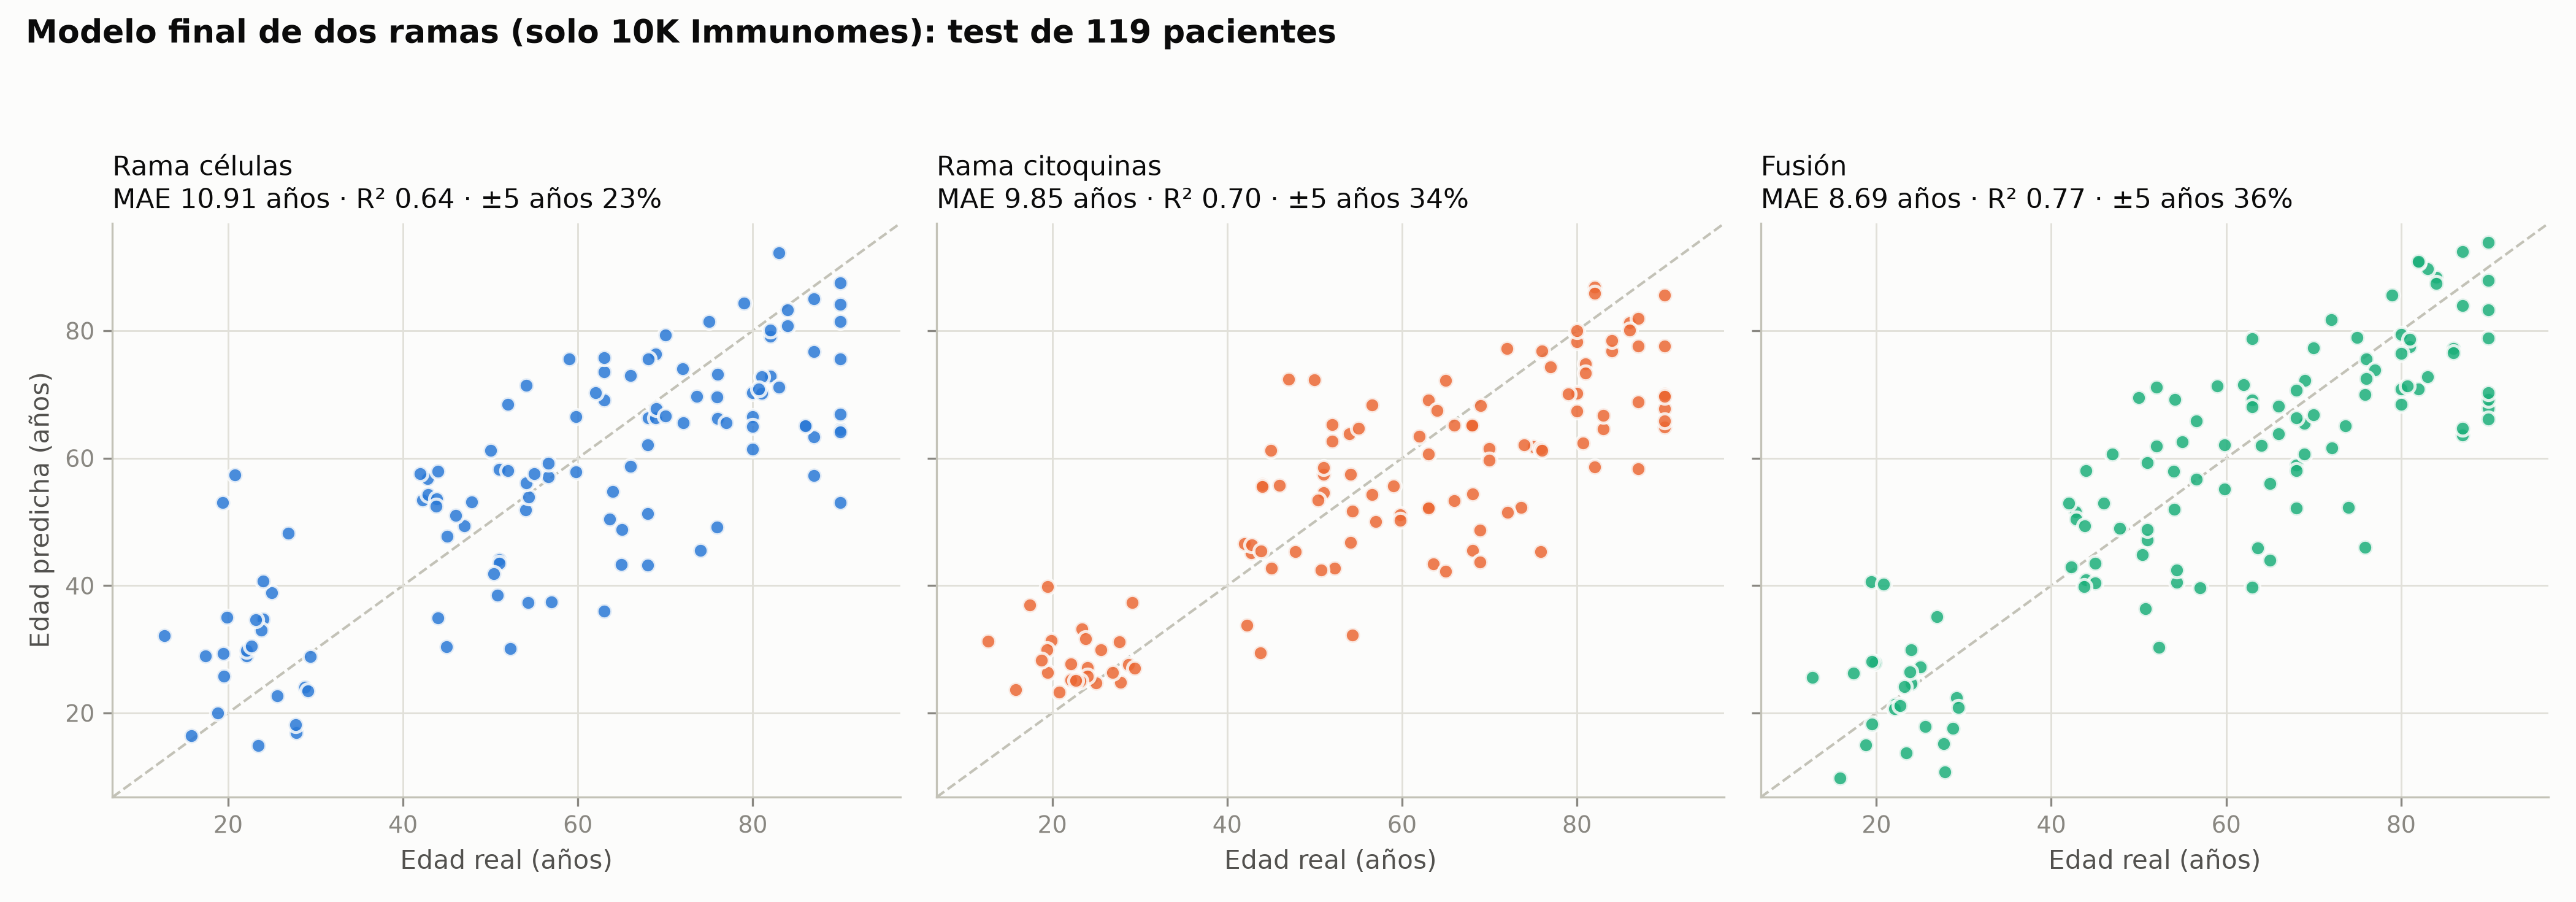 Modelo final de dos ramas (solo 10K Immunomes): test de 119 pacientes
Rama células
MAE 10.91 años · R² 0.64 · ±5 años 23%
Rama citoquinas
MAE 9.85 años · R² 0.70 · ±5 años 34%
Fusión
MAE 8.69 años · R² 0.77 · ±5 años 36%
Edad predicha (años)
80
60
40
20
20 40 60 80
20 40 60 80
20 40 60 80
Edad real (años)
Edad real (años)
Edad real (años)